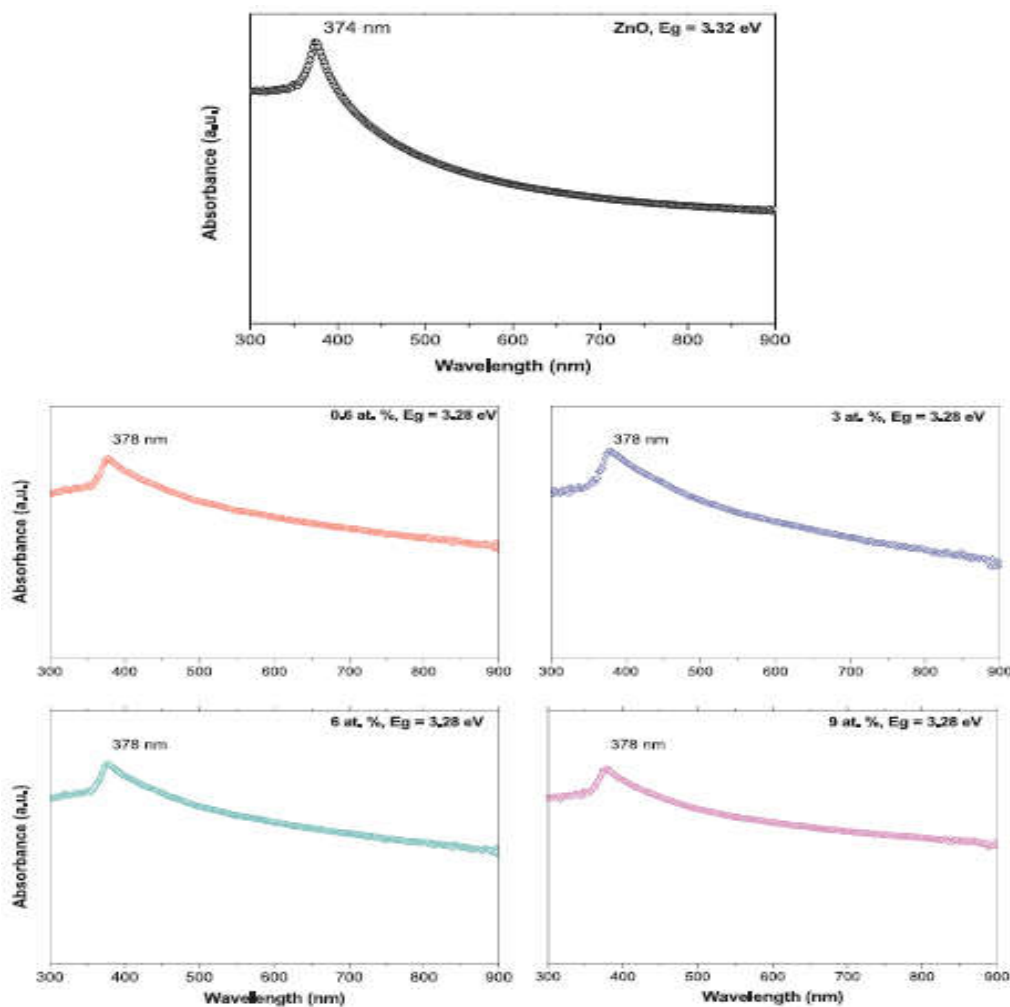 374 nm
ZnO, Eg = 3.32 eV
Absorbance (a.u.)
300 400 500 600 700 800 900
Wavelength (nm)
0.6 at. %, Eg = 3.28 eV
378 nm
Absorbance (a.u.)
300 400 500 600 700 800 900
3 at. %, Eg = 3.28 eV
378 nm
300 400 500 600 700 800 900
6 at. %, Eg = 3.28 eV
378 nm
Absorbance (a.u.)
300 400 500 600 700 800 900
Wavelength (nm)
9 at. %, Eg = 3.28 eV
378 nm
300 400 500 600 700 800 900
Wavelength (nm)